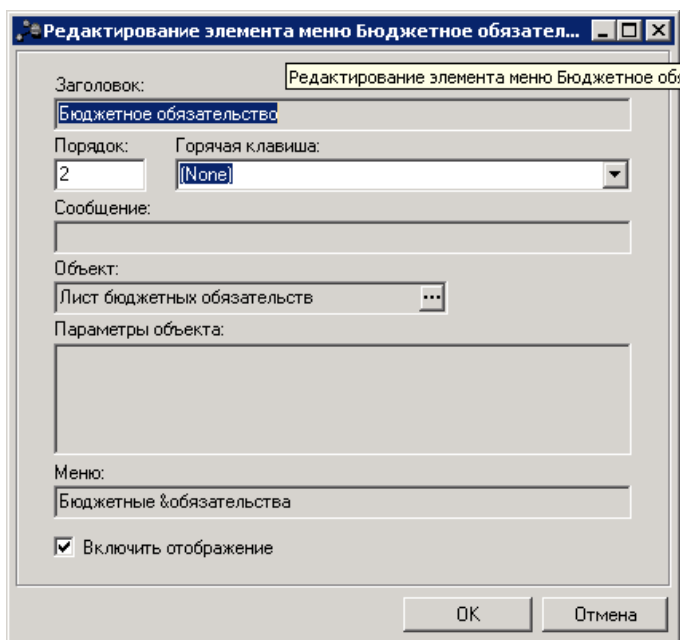 Редактирование элемента меню Бюджетное обязател...
Редактирование элемента меню Бюджетное обя
Заголовок:
Бюджетное обязательство
Порядок: Горячая клавиша:
2 (None)
Сообщение:
Объект:
Лист бюджетных обязательств ...
Параметры объекта:
Меню:
Бюджетные &обязательства
Включить отображение
OK Отмена